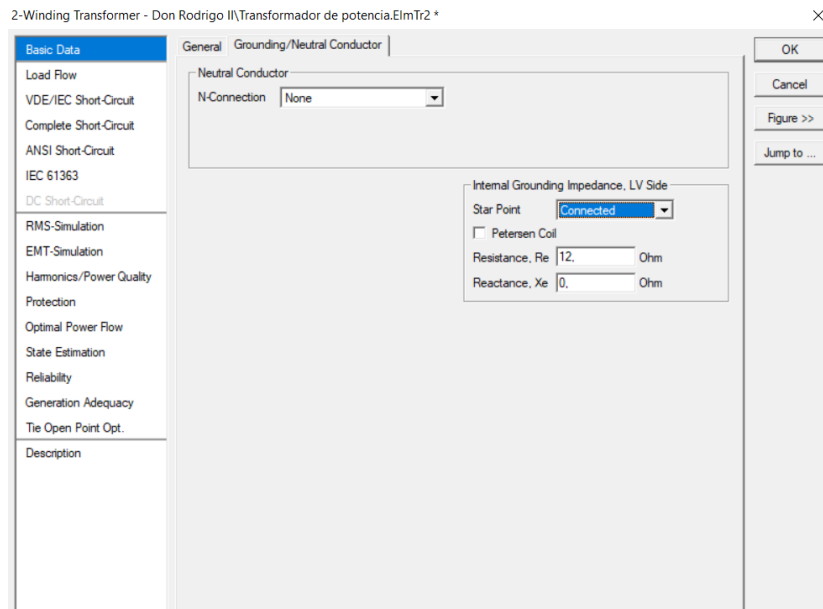 2-Winding Transformer - Don Rodrigo II\Transformador de potencia.ElmTr2 *
Basic Data
Load Flow
VDE/IEC Short-Circuit
Complete Short-Circuit
ANSI Short-Circuit
IEC 61363
DC Short-Circuit
RMS-Simulation
EMT-Simulation
Harmonics/Power Quality
Protection
Optimal Power Flow
State Estimation
Reliability
Generation Adequacy
Tie Open Point Opt.
Description
General Grounding/Neutral Conductor
Neutral Conductor
N-Connection None
Internal Grounding Impedance, LV Side
Star Point Connected
Petersen Coil
Resistance, Re 12, Ohm
Reactance, Xe 0, Ohm
OK
Cancel
Figure >>
Jump to ...